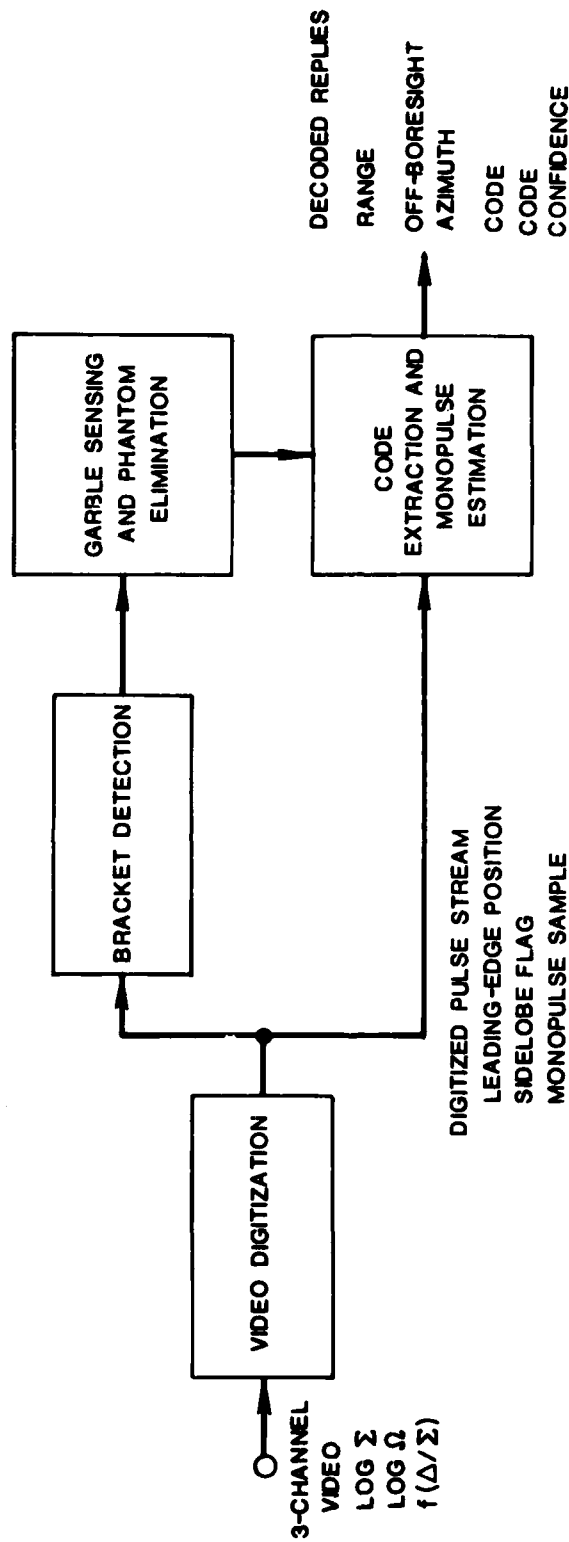 3-CHANNEL
VIDEO
LOG Σ
LOG Ω
f(Δ/Σ)
VIDEO DIGITIZATION
BRACKET DETECTION
GARBLE SENSING
AND PHANTOM
ELIMINATION
DIGITIZED PULSE STREAM
LEADING-EDGE POSITION
SIDELOBE FLAG
MONOPULSE SAMPLE
CODE
EXTRACTION AND
MONOPULSE
ESTIMATION
DECODED REPLIES
RANGE
OFF-BORESIGHT
AZIMUTH
CODE
CODE
CONFIDENCE